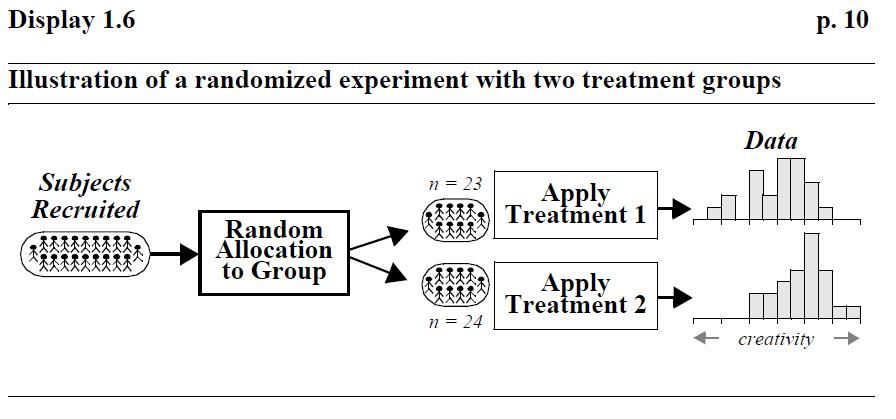 Display 1.6
p. 10
Illustration of a randomized experiment with two treatment groups
Data
Subjects
Recruited
n = 23
Apply
Treatment 1
Random
Allocation
to Group
Apply
Treatment 2
n = 24
creativity